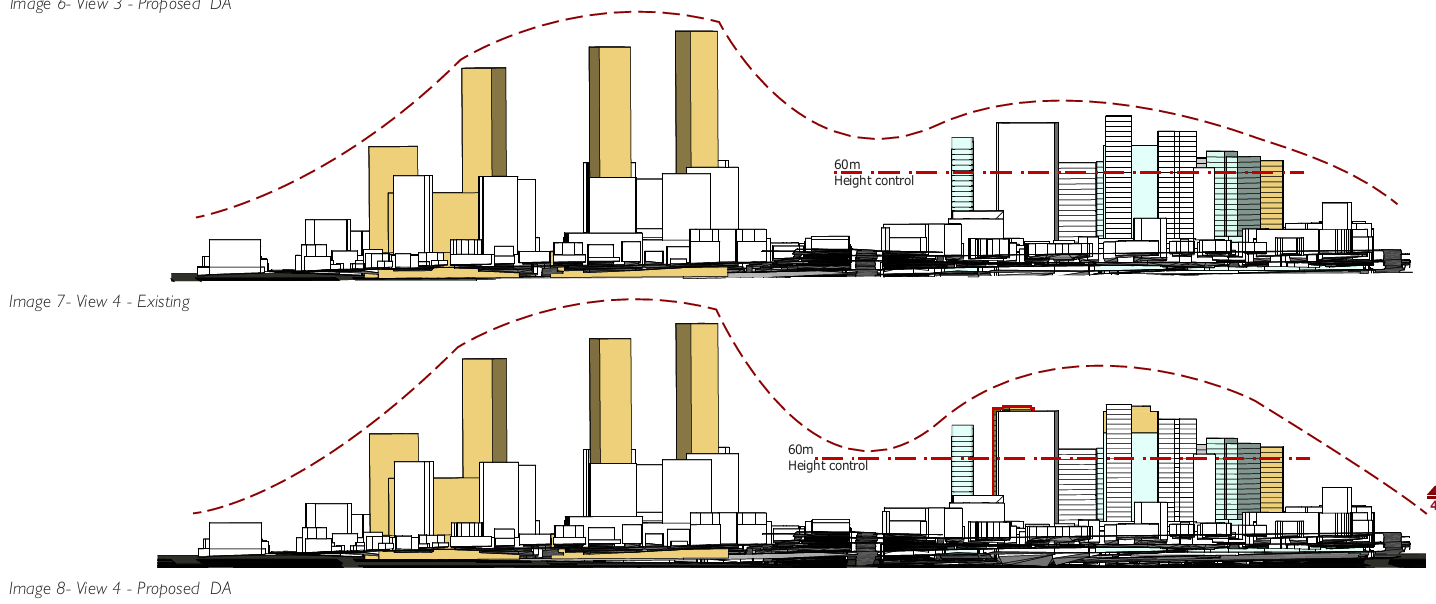 Image 6- View 3 - Proposed DA
60m
Height control
Image 7- View 4 - Existing
60m
Height control
4
Image 8- View 4 - Proposed DA